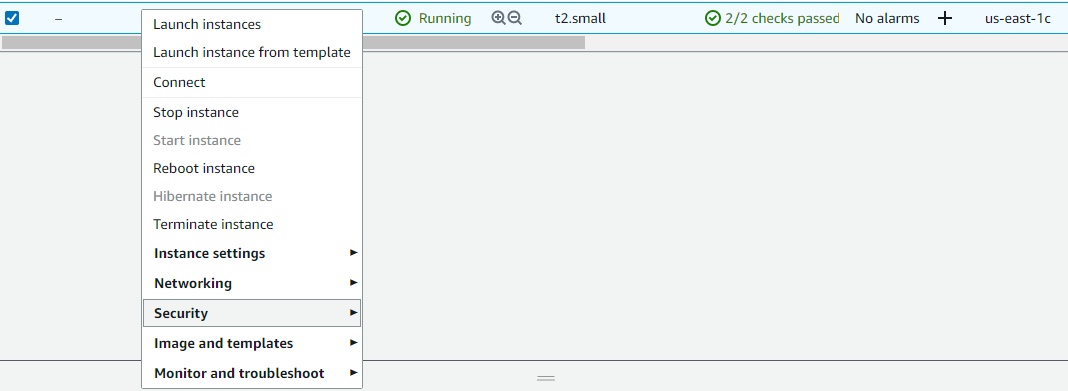 – Running t2.small 2/2 checks passed No alarms + us-east-1c
Launch instances
Launch instance from template
Connect
Stop instance
Start instance
Reboot instance
Hibernate instance
Terminate instance
Instance settings
Networking
Security
Image and templates
Monitor and troubleshoot